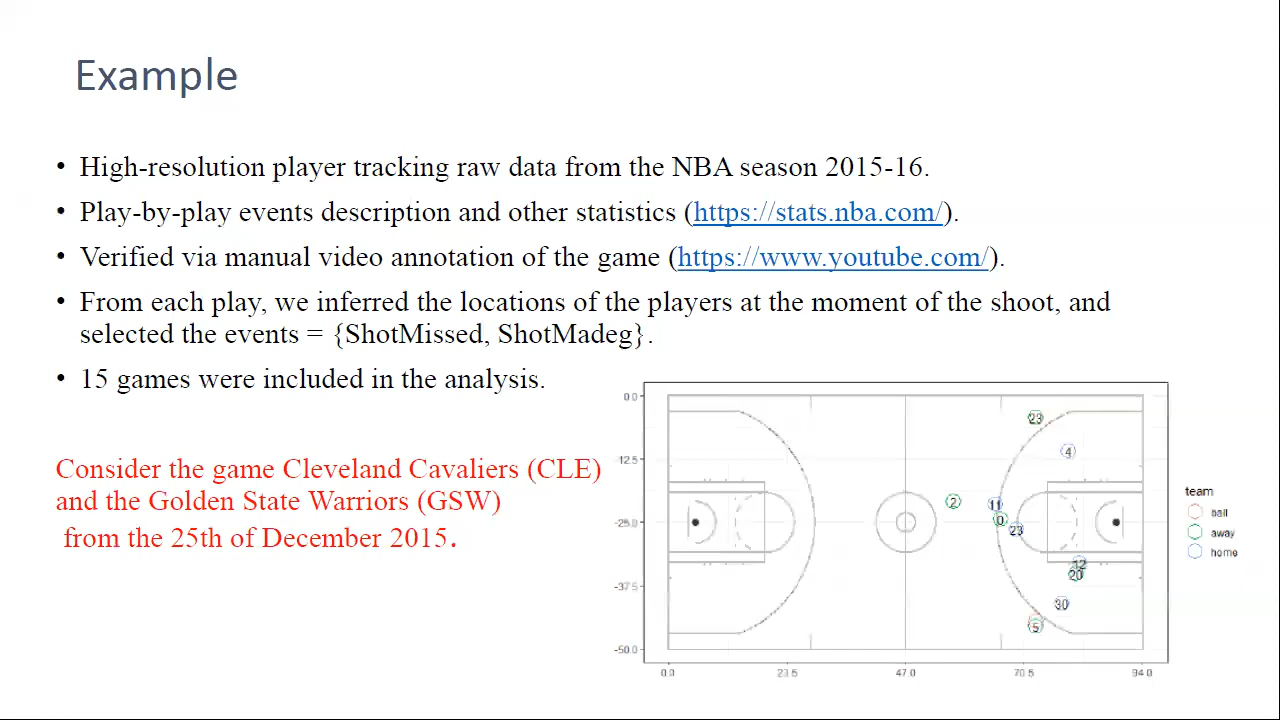 Example
• High-resolution player tracking raw data from the NBA season 2015-16.
• Play-by-play events description and other statistics (https://stats.nba.com/).
• Verified via manual video annotation of the game (https://www.youtube.com/).
• From each play, we inferred the locations of the players at the moment of the shoot, and
selected the events = {ShotMissed, ShotMadeg}.
• 15 games were included in the analysis.
Consider the game Cleveland Cavaliers (CLE)
and the Golden State Warriors (GSW)
from the 25th of December 2015.
0.0
-12.5
-25.0
-37.5
-50.0
23
4
2
11
0
23
12
20
30
5
0.0 23.5 47.0 70.5 94.0
team
ball
away
home